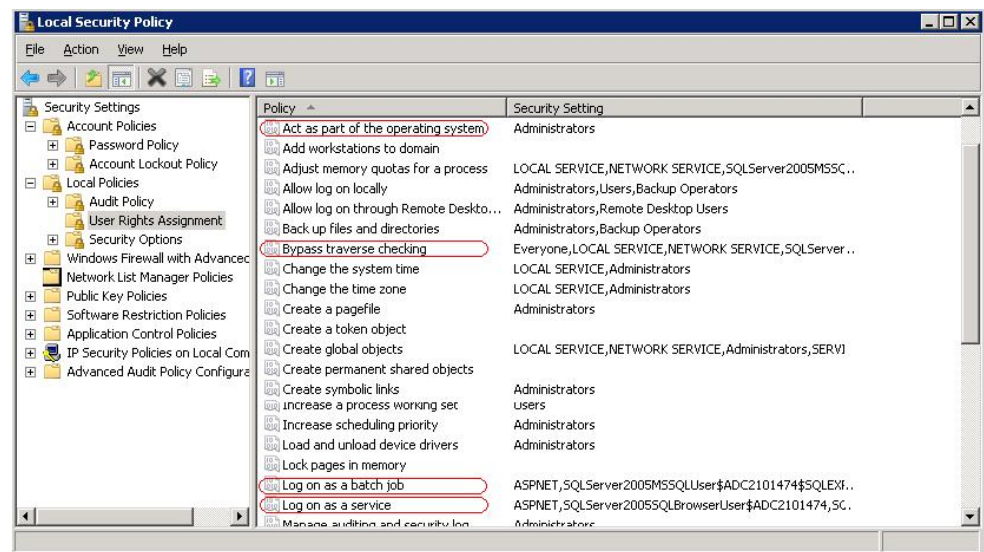 Local Security Policy
File Action View Help
Security Settings
Account Policies
Password Policy
Account Lockout Policy
Local Policies
Audit Policy
User Rights Assignment
Security Options
Windows Firewall with Advanced
Network List Manager Policies
Public Key Policies
Software Restriction Policies
Application Control Policies
IP Security Policies on Local Com
Advanced Audit Policy Configura
Policy Security Setting
Act as part of the operating system Administrators
Add workstations to domain
Adjust memory quotas for a process LOCAL SERVICE,NETWORK SERVICE,SQLServer2005MSSQ...
Allow log on locally Administrators,Users,Backup Operators
Allow log on through Remote Deskto... Administrators,Remote Desktop Users
Back up files and directories Administrators,Backup Operators
Bypass traverse checking Everyone,LOCAL SERVICE,NETWORK SERVICE,SQLServer...
Change the system time LOCAL SERVICE,Administrators
Change the time zone LOCAL SERVICE,Administrators
Create a pagefile Administrators
Create a token object
Create global objects LOCAL SERVICE,NETWORK SERVICE,Administrators,SERVI
Create permanent shared objects
Create symbolic links Administrators
Increase a process working set Users
Increase scheduling priority Administrators
Load and unload device drivers Administrators
Lock pages in memory
Log on as a batch job ASPNET,SQLServer2005MSSQLUser$ADC2101474$SQLEX...
Log on as a service ASPNET,SQLServer2005SQLBrowserUser$ADC2101474,SQ...
Manage auditing and security log Administrators